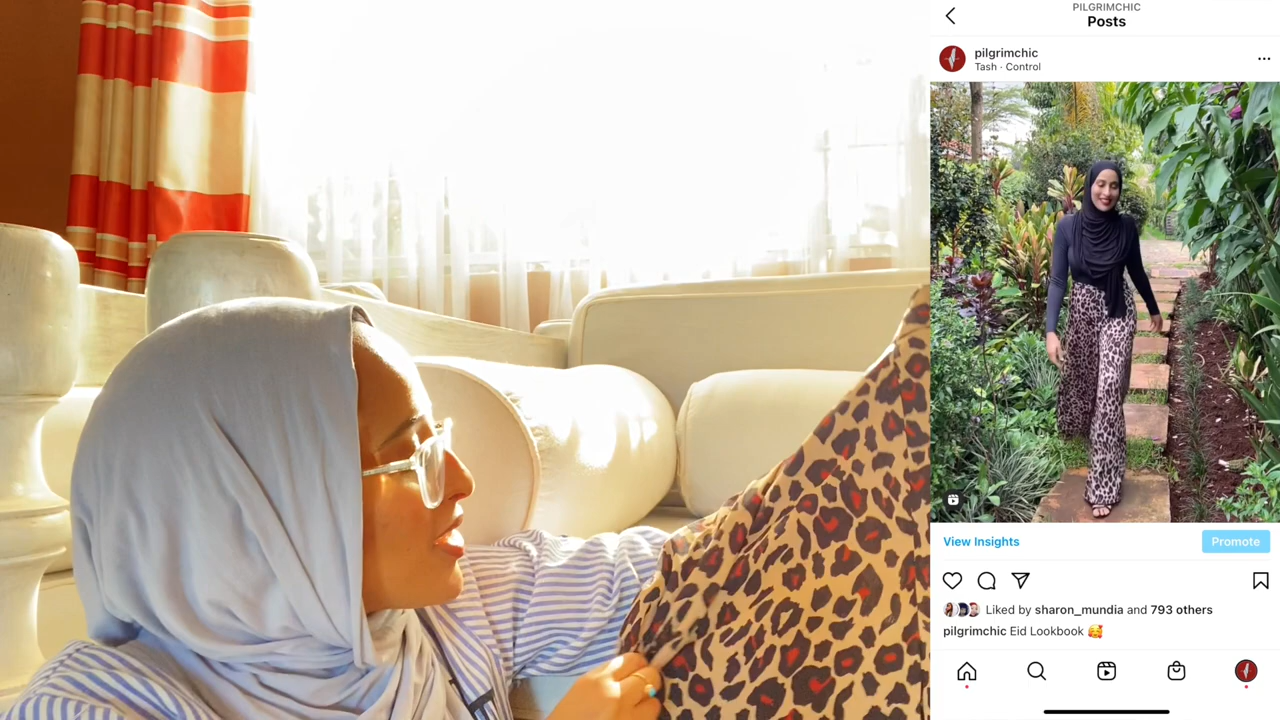 PILGRIMCHIC
Posts
pilgrimchic
Tash · Control
View Insights
Promote
Liked by sharon_mundia and 793 others
pilgrimchic Eid Lookbook 🥰